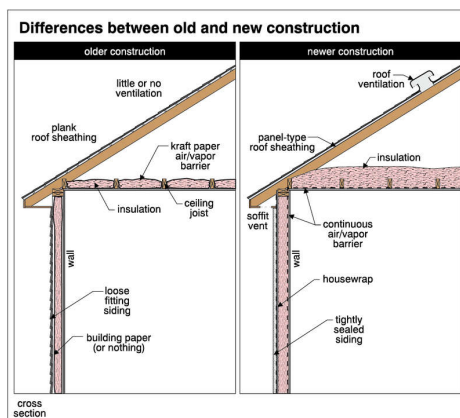 Differences between old and new construction
older construction
little or no
ventilation
plank
roof sheathing
kraft paper
air/vapor
barrier
insulation
ceiling
joist
wall
loose
fitting
siding
building paper
(or nothing)
cross
section
newer construction
roof
ventilation
panel-type
roof sheathing
insulation
soffit
vent
continuous
air/vapor
barrier
wall
housewrap
tightly
sealed
siding